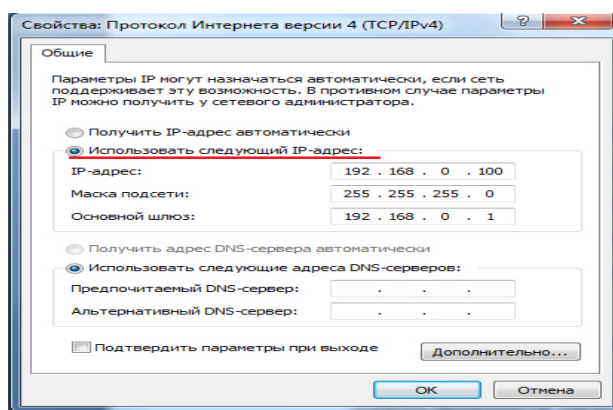 Свойства: Протокол Интернета версии 4 (TCP/IPv4)
Общие
Параметры IP могут назначаться автоматически, если сеть
поддерживает эту возможность. В противном случае параметры
IP можно получить у сетевого администратора.
Получить IP-адрес автоматически
Использовать следующий IP-адрес:
IP-адрес: 192 . 168 . 0 . 100
Маска подсети: 255 . 255 . 255 . 0
Основной шлюз: 192 . 168 . 0 . 1
Получить адрес DNS-сервера автоматически
Использовать следующие адреса DNS-серверов:
Предпочитаемый DNS-сервер: . . .
Альтернативный DNS-сервер: . . .
Подтвердить параметры при выходе
Дополнительно...
ОК Отмена